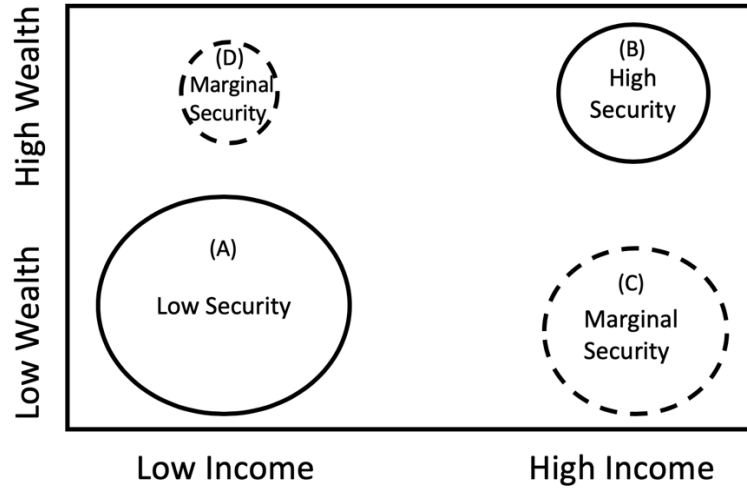 High Wealth
Low Wealth
(D)
Marginal
Security
(B)
High
Security
(A)
Low Security
(C)
Marginal
Security
Low Income
High Income